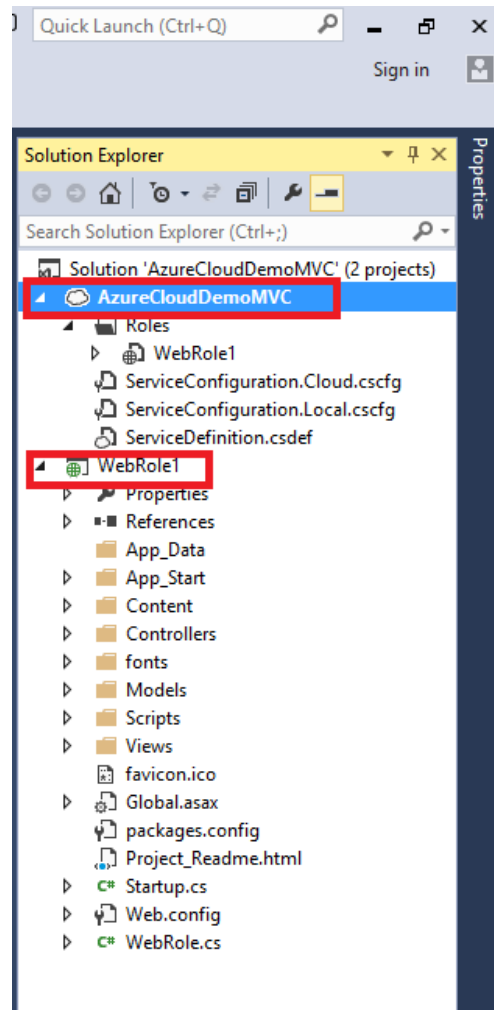 Quick Launch (Ctrl+Q)
Sign in
Properties
Solution Explorer
Search Solution Explorer (Ctrl+;)
Solution 'AzureCloudDemoMVC' (2 projects)
AzureCloudDemoMVC
Roles
WebRole1
ServiceConfiguration.Cloud.cscfg
ServiceConfiguration.Local.cscfg
ServiceDefinition.csdef
WebRole1
Properties
References
App_Data
App_Start
Content
Controllers
fonts
Models
Scripts
Views
favicon.ico
Global.asax
packages.config
Project_Readme.html
C# Startup.cs
Web.config
C# WebRole.cs